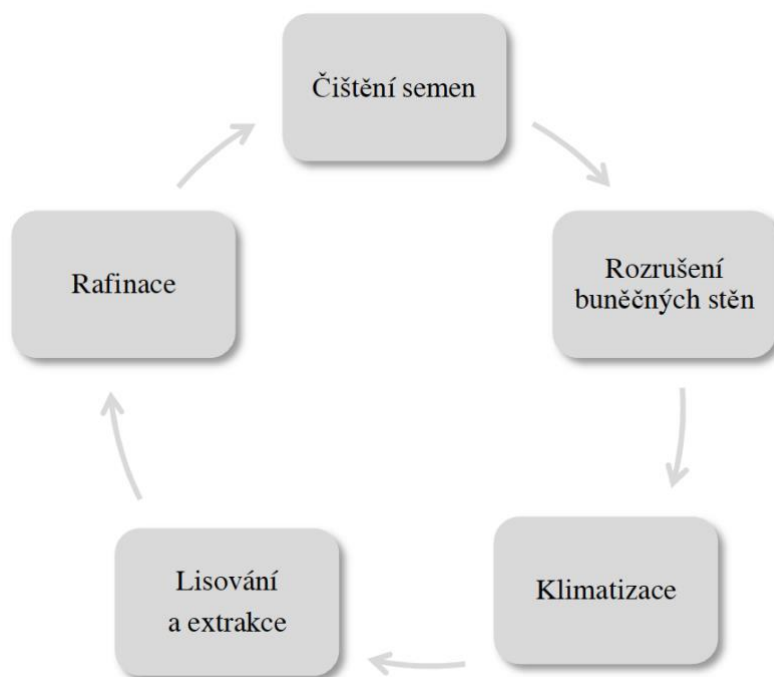 Čištění semen
Rozrušení
buněčných stěn
Klimatizace
Lisování
a extrakce
Rafinace